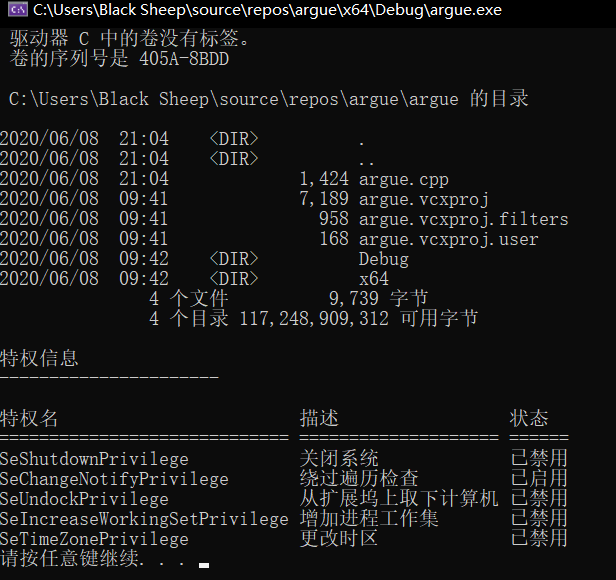 C:\Users\Black Sheep\source\repos\argue\x64\Debug\argue.exe
驱动器 C 中的卷没有标签。
卷的序列号是 405A-8BDD
C:\Users\Black Sheep\source\repos\argue\argue 的目录
2020/06/08  21:04    <DIR>          .
2020/06/08  21:04    <DIR>          ..
2020/06/08  21:04             1,424 argue.cpp
2020/06/08  09:41             7,189 argue.vcxproj
2020/06/08  09:41               958 argue.vcxproj.filters
2020/06/08  09:41               168 argue.vcxproj.user
2020/06/08  09:42    <DIR>          Debug
2020/06/08  09:42    <DIR>          x64
4 个文件          9,739 字节
4 个目录 117,248,909,312 可用字节
特权信息
----------------------
特权名                        描述                 状态
============================= ==================== ======
SeShutdownPrivilege           关闭系统             已禁用
SeChangeNotifyPrivilege       绕过遍历检查         已启用
SeUndockPrivilege             从扩展坞上取下计算机 已禁用
SeIncreaseWorkingSetPrivilege 增加进程工作集       已禁用
SeTimeZonePrivilege           更改时区             已禁用
请按任意键继续. . .